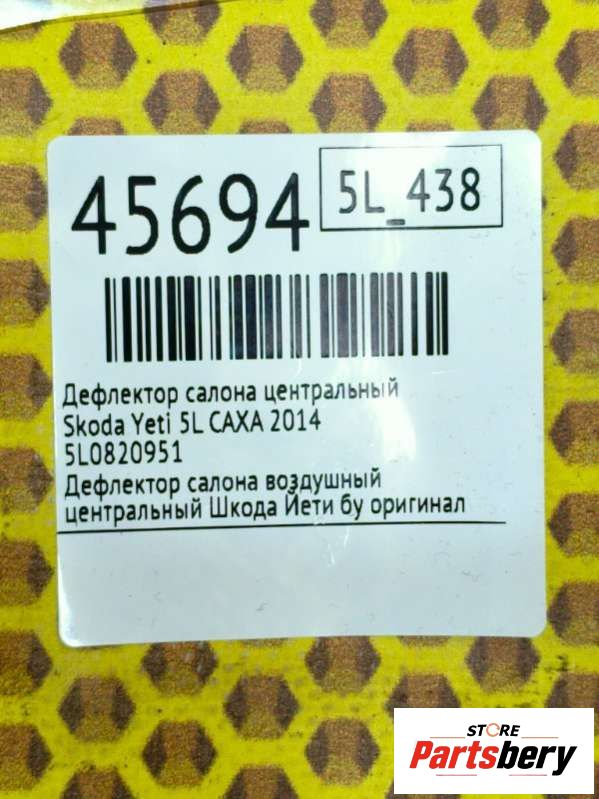 45694
5L_438
Дефлектор салона центральный
Skoda Yeti 5L CAXA 2014
5L0820951
Дефлектор салона воздушный
центральный Шкода Йети бу оригинал
STORE
Partsbery